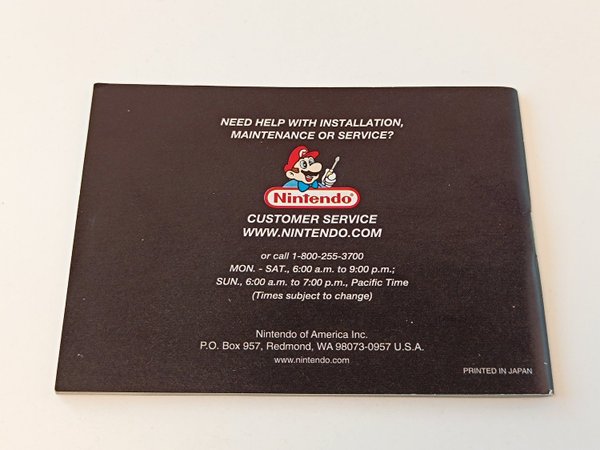 NEED HELP WITH INSTALLATION,
MAINTENANCE OR SERVICE?
Nintendo®
CUSTOMER SERVICE
WWW.NINTENDO.COM
or call 1-800-255-3700
MON. - SAT., 6:00 a.m. to 9:00 p.m.;
SUN., 6:00 a.m. to 7:00 p.m., Pacific Time
(Times subject to change)
Nintendo of America Inc.
P.O. Box 957, Redmond, WA 98073-0957 U.S.A.
www.nintendo.com
PRINTED IN JAPAN